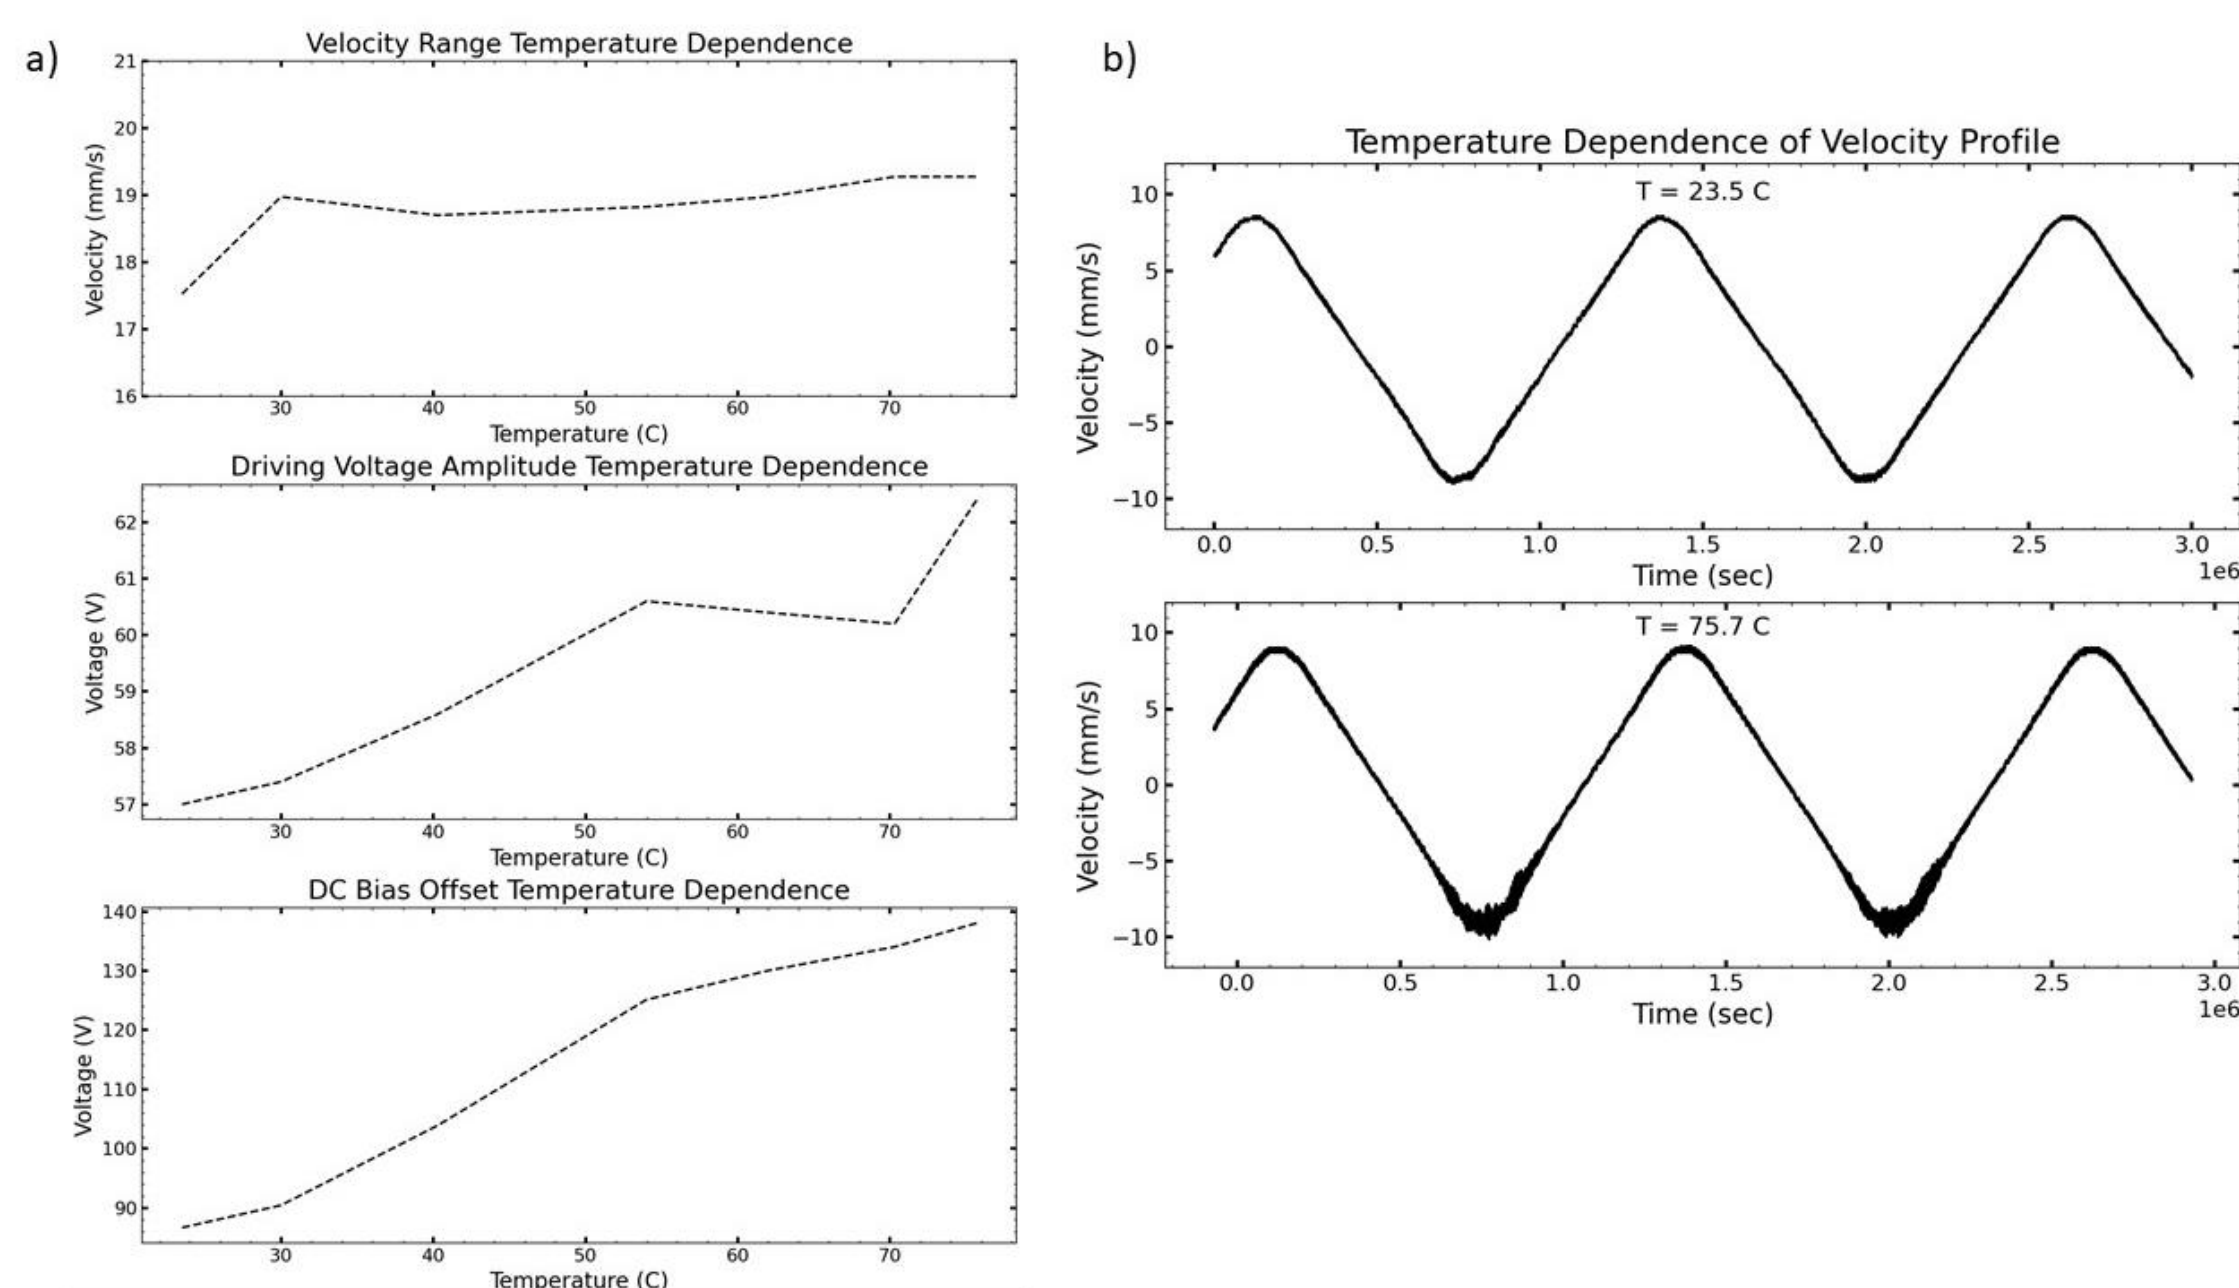 a)
Velocity Range Temperature Dependence
21
20
19
18
17
16
Velocity (mm/s)
30 40 50 60 70
Temperature (C)
Driving Voltage Amplitude Temperature Dependence
62
61
60
59
58
57
Voltage (V)
30 40 50 60 70
Temperature (C)
DC Bias Offset Temperature Dependence
140
130
120
110
100
90
Voltage (V)
30 40 50 60 70
Temperature (C)
b)
Temperature Dependence of Velocity Profile
T = 23.5 C
10
5
0
−5
−10
Velocity (mm/s)
0.0 0.5 1.0 1.5 2.0 2.5 3.0
1e6
Time (sec)
T = 75.7 C
10
5
0
−5
−10
Velocity (mm/s)
0.0 0.5 1.0 1.5 2.0 2.5 3.0
1e6
Time (sec)